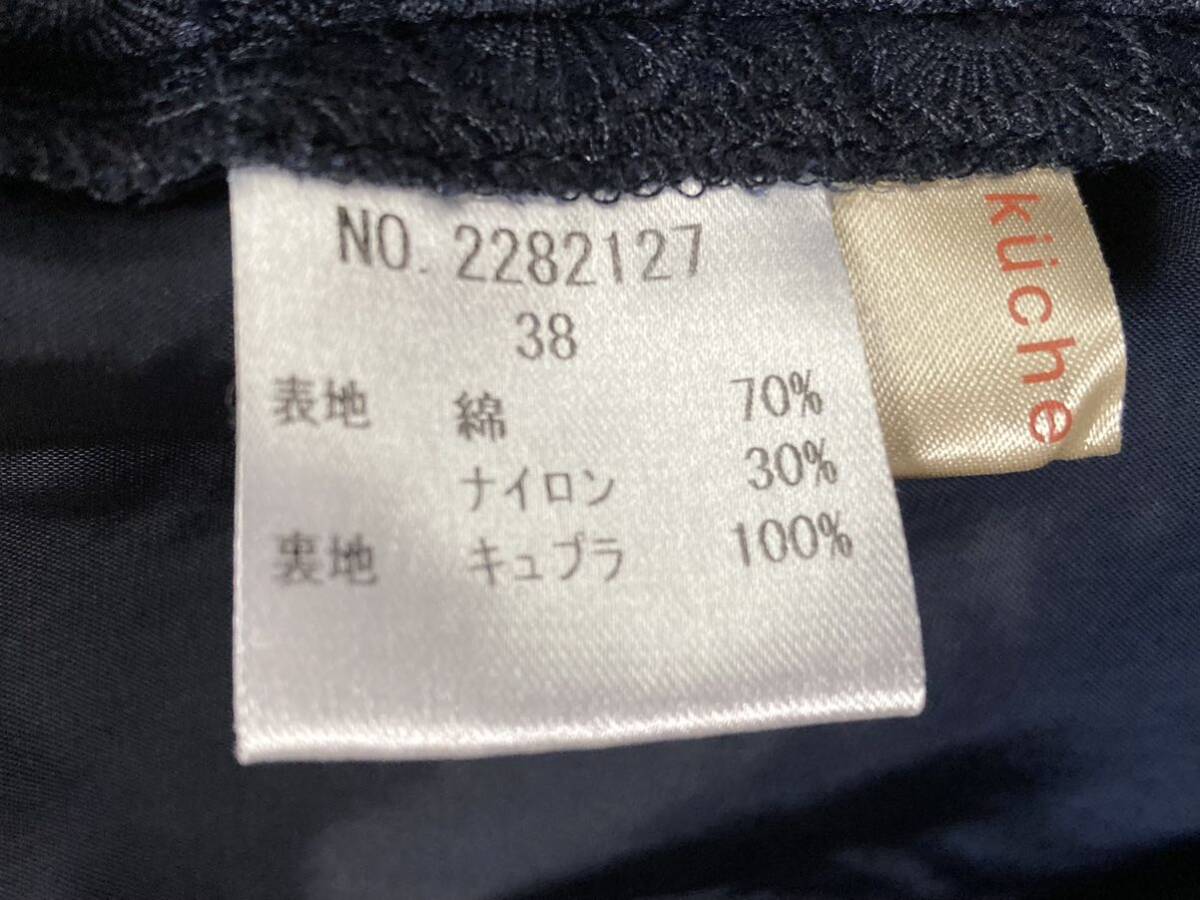 NO. 2282127
38
表地 綿 70%
ナイロン 30%
裏地 キュプラ 100%
küche